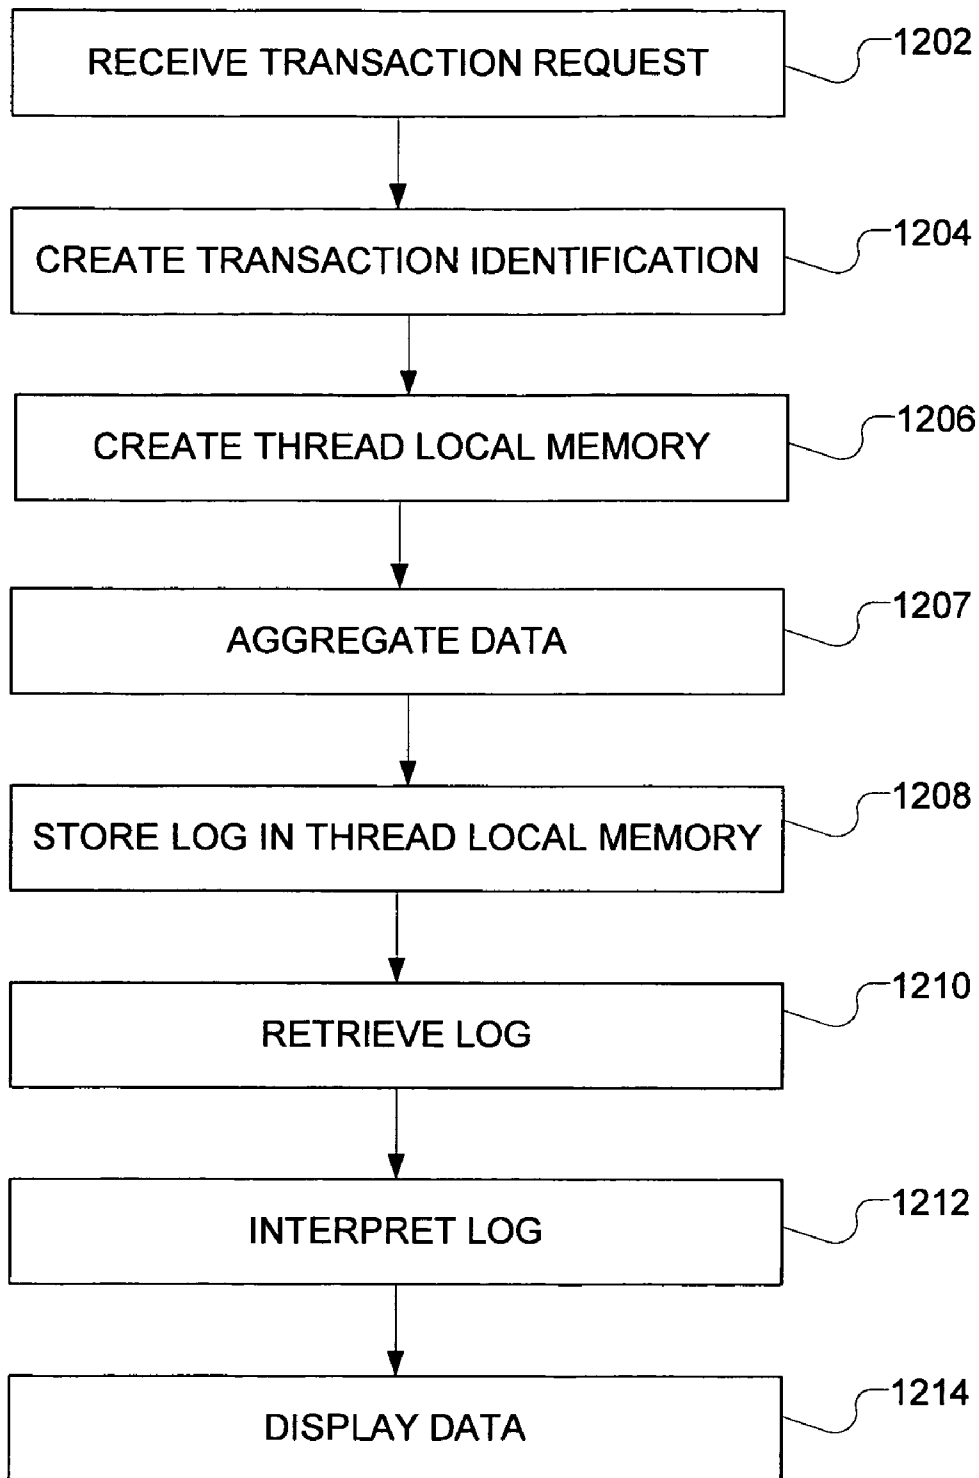 RECEIVE TRANSACTION REQUEST
1202
CREATE TRANSACTION IDENTIFICATION
1204
CREATE THREAD LOCAL MEMORY
1206
AGGREGATE DATA
1207
STORE LOG IN THREAD LOCAL MEMORY
1208
RETRIEVE LOG
1210
INTERPRET LOG
1212
DISPLAY DATA
1214